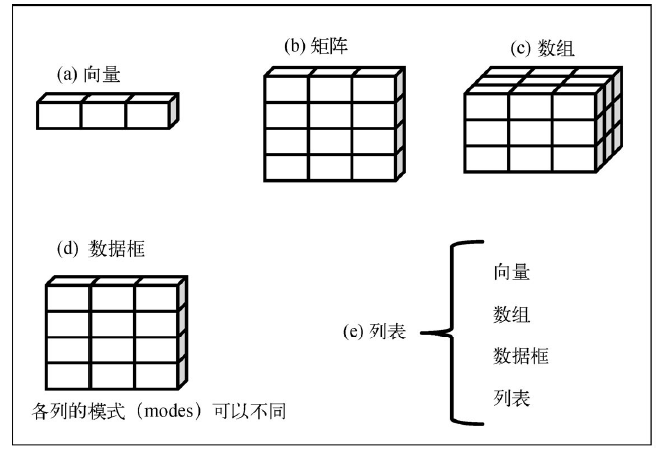 (a) 向量
(b) 矩阵
(c) 数组
(d) 数据框
各列的模式（modes）可以不同
(e) 列表
向量
数组
数据框
列表